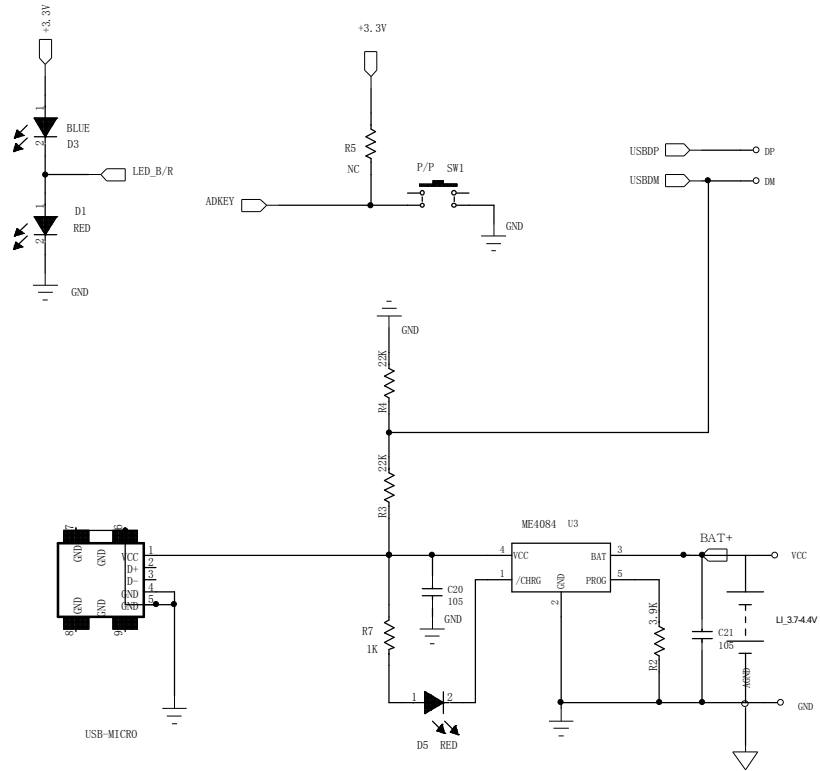 +3.3V
1
BLUE
2
D3
LED_B/R
1
D1
RED
2
GND
+3.3V
R5
NC
P/P SW1
ADKEY
GND
USBDP
DP
USBDM
DM
GND
22K
R4
22K
R3
ME4084 U3
4 VCC
BAT 3
1 /CHRG
PROG 5
GND
2
BAT+
VCC
7
6
GND
GND
VCC 1
D+ 2
D- 3
GND 4
GND 5
GND
GND
8
9
USB-MICRO
C20
105
GND
R7
1K
1
2
D5 RED
3.9K
R2
C21
105
LI_3.7-4.4V
AGND
GND